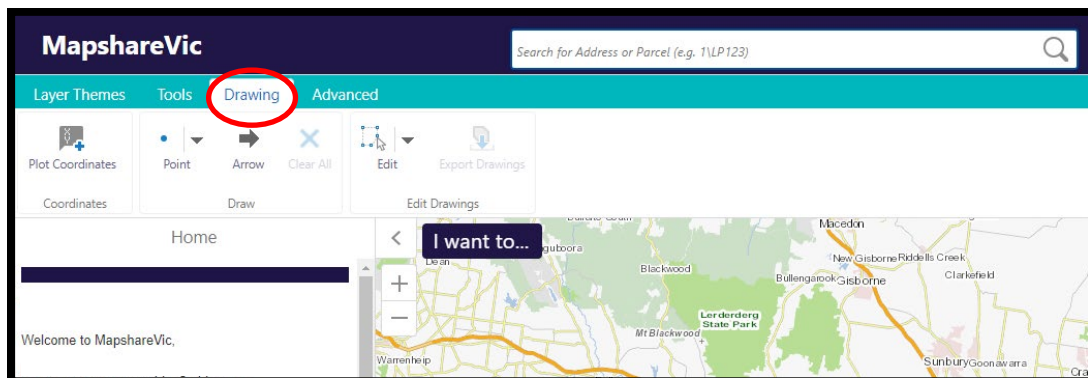 MapshareVic
Search for Address or Parcel (e.g. 1\LP123)
Layer Themes Tools Drawing Advanced
Plot Coordinates Point Arrow Clear All Edit Export Drawings
Coordinates Draw Edit Drawings
Home
I want to...
Welcome to MapshareVic,
Macedon
New Gisborne Riddells Creek
Blackwood
Bullengarook Gisborne
Clarkefield
Lerderderg
State Park
Mt Blackwood
Warrenheip
Sunbury Goonawarra